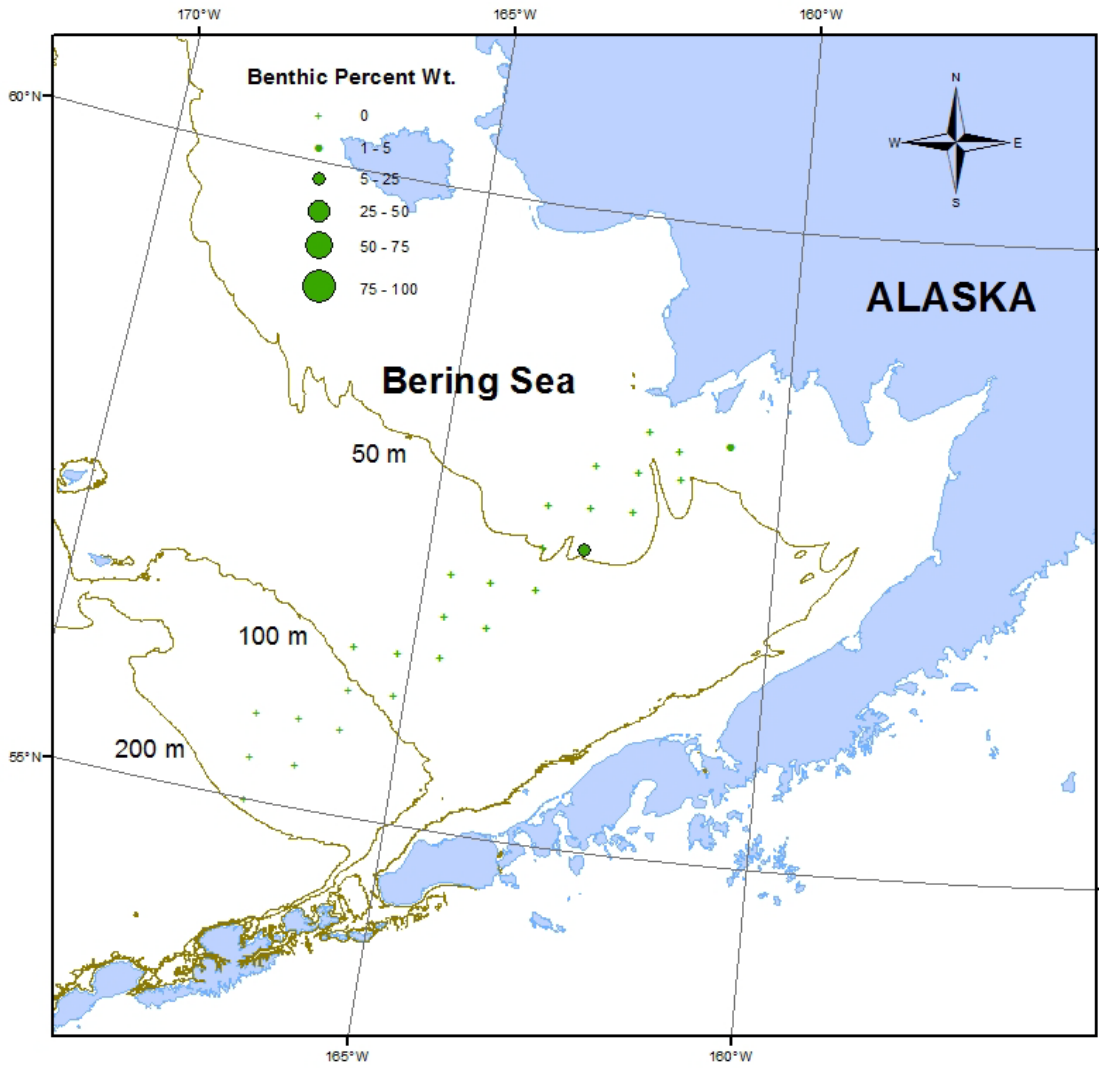 170°W 165°W 160°W
60°N
Benthic Percent Wt.
0
1 - 5
5 - 25
25 - 50
50 - 75
75 - 100
N
W E
S
ALASKA
Bering Sea
50 m
100 m
200 m
55°N
165°W 160°W